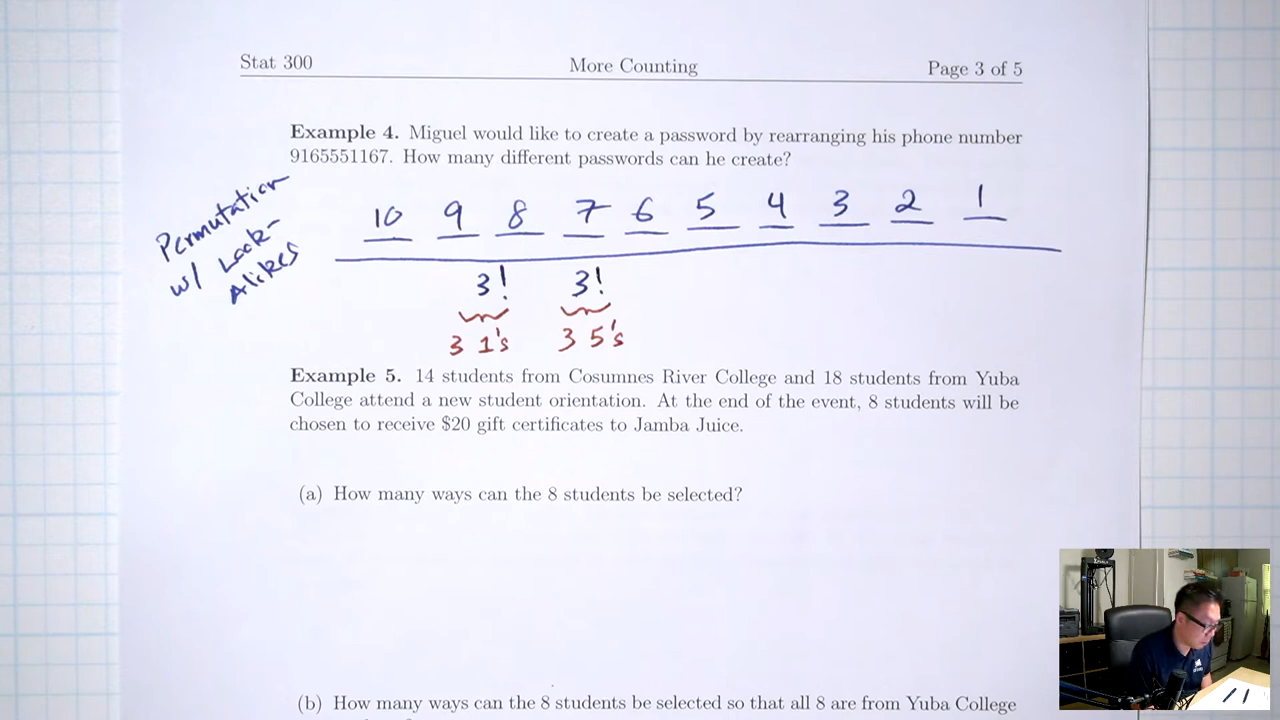 Stat 300 More Counting Page 3 of 5
Example 4. Miguel would like to create a password by rearranging his phone number
9165551167. How many different passwords can he create?
Permutation
w/ Look-
Alikes
10 9 8 7 6 5 4 3 2 1
3! 3!
3 1's 3 5's
Example 5. 14 students from Cosumnes River College and 18 students from Yuba
College attend a new student orientation. At the end of the event, 8 students will be
chosen to receive $20 gift certificates to Jamba Juice.
(a) How many ways can the 8 students be selected?
(b) How many ways can the 8 students be selected so that all 8 are from Yuba College